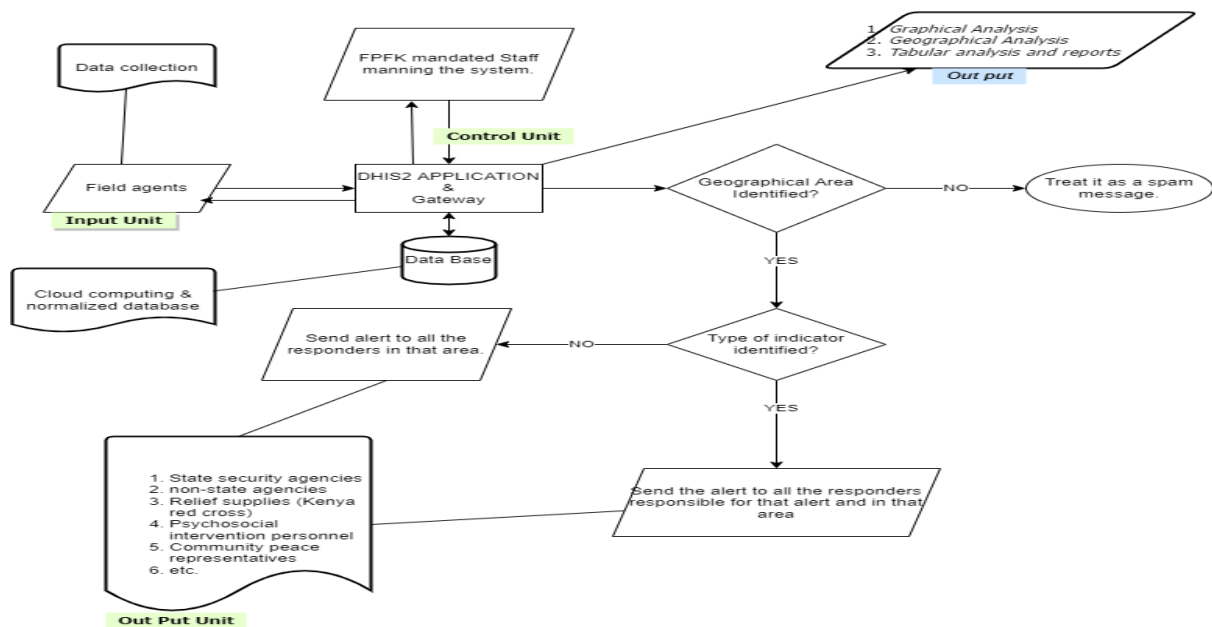 1. Graphical Analysis
2. Geographical Analysis
3. Tabular analysis and reports
Out put
Data collection
FPFK mandated Staff
manning the system.
Control Unit
Field agents
Input Unit
DHIS2 APPLICATION
&
Gateway
Geographical Area
Identified?
NO
Treat it as a spam
message.
Data Base
YES
Cloud computing &
normalized database
Send alert to all the
responders in that area.
NO
Type of indicator
identified?
YES
1. State security agencies
2. non-state agencies
3. Relief supplies (Kenya
red cross)
4. Psychosocial
intervention personnel
5. Community peace
representatives
6. etc.
Send the alert to all the responders
responsible for that alert and in that
area
Out Put Unit